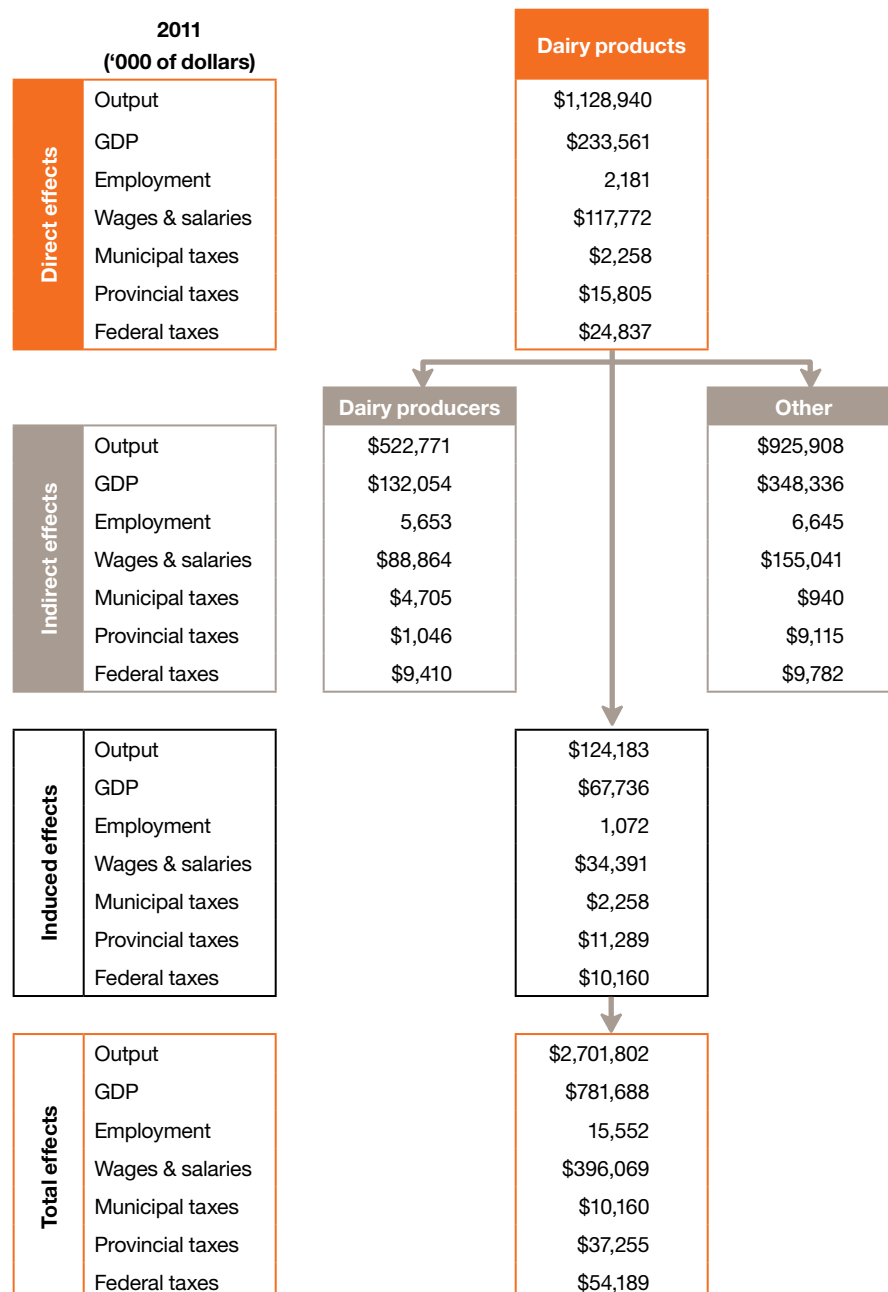 2011
(‘000 of dollars)
Dairy products
Direct effects
Output $1,128,940
GDP $233,561
Employment 2,181
Wages & salaries $117,772
Municipal taxes $2,258
Provincial taxes $15,805
Federal taxes $24,837
Dairy producers Other
Indirect effects
Output $522,771 $925,908
GDP $132,054 $348,336
Employment 5,653 6,645
Wages & salaries $88,864 $155,041
Municipal taxes $4,705 $940
Provincial taxes $1,046 $9,115
Federal taxes $9,410 $9,782
Induced effects
Output $124,183
GDP $67,736
Employment 1,072
Wages & salaries $34,391
Municipal taxes $2,258
Provincial taxes $11,289
Federal taxes $10,160
Total effects
Output $2,701,802
GDP $781,688
Employment 15,552
Wages & salaries $396,069
Municipal taxes $10,160
Provincial taxes $37,255
Federal taxes $54,189